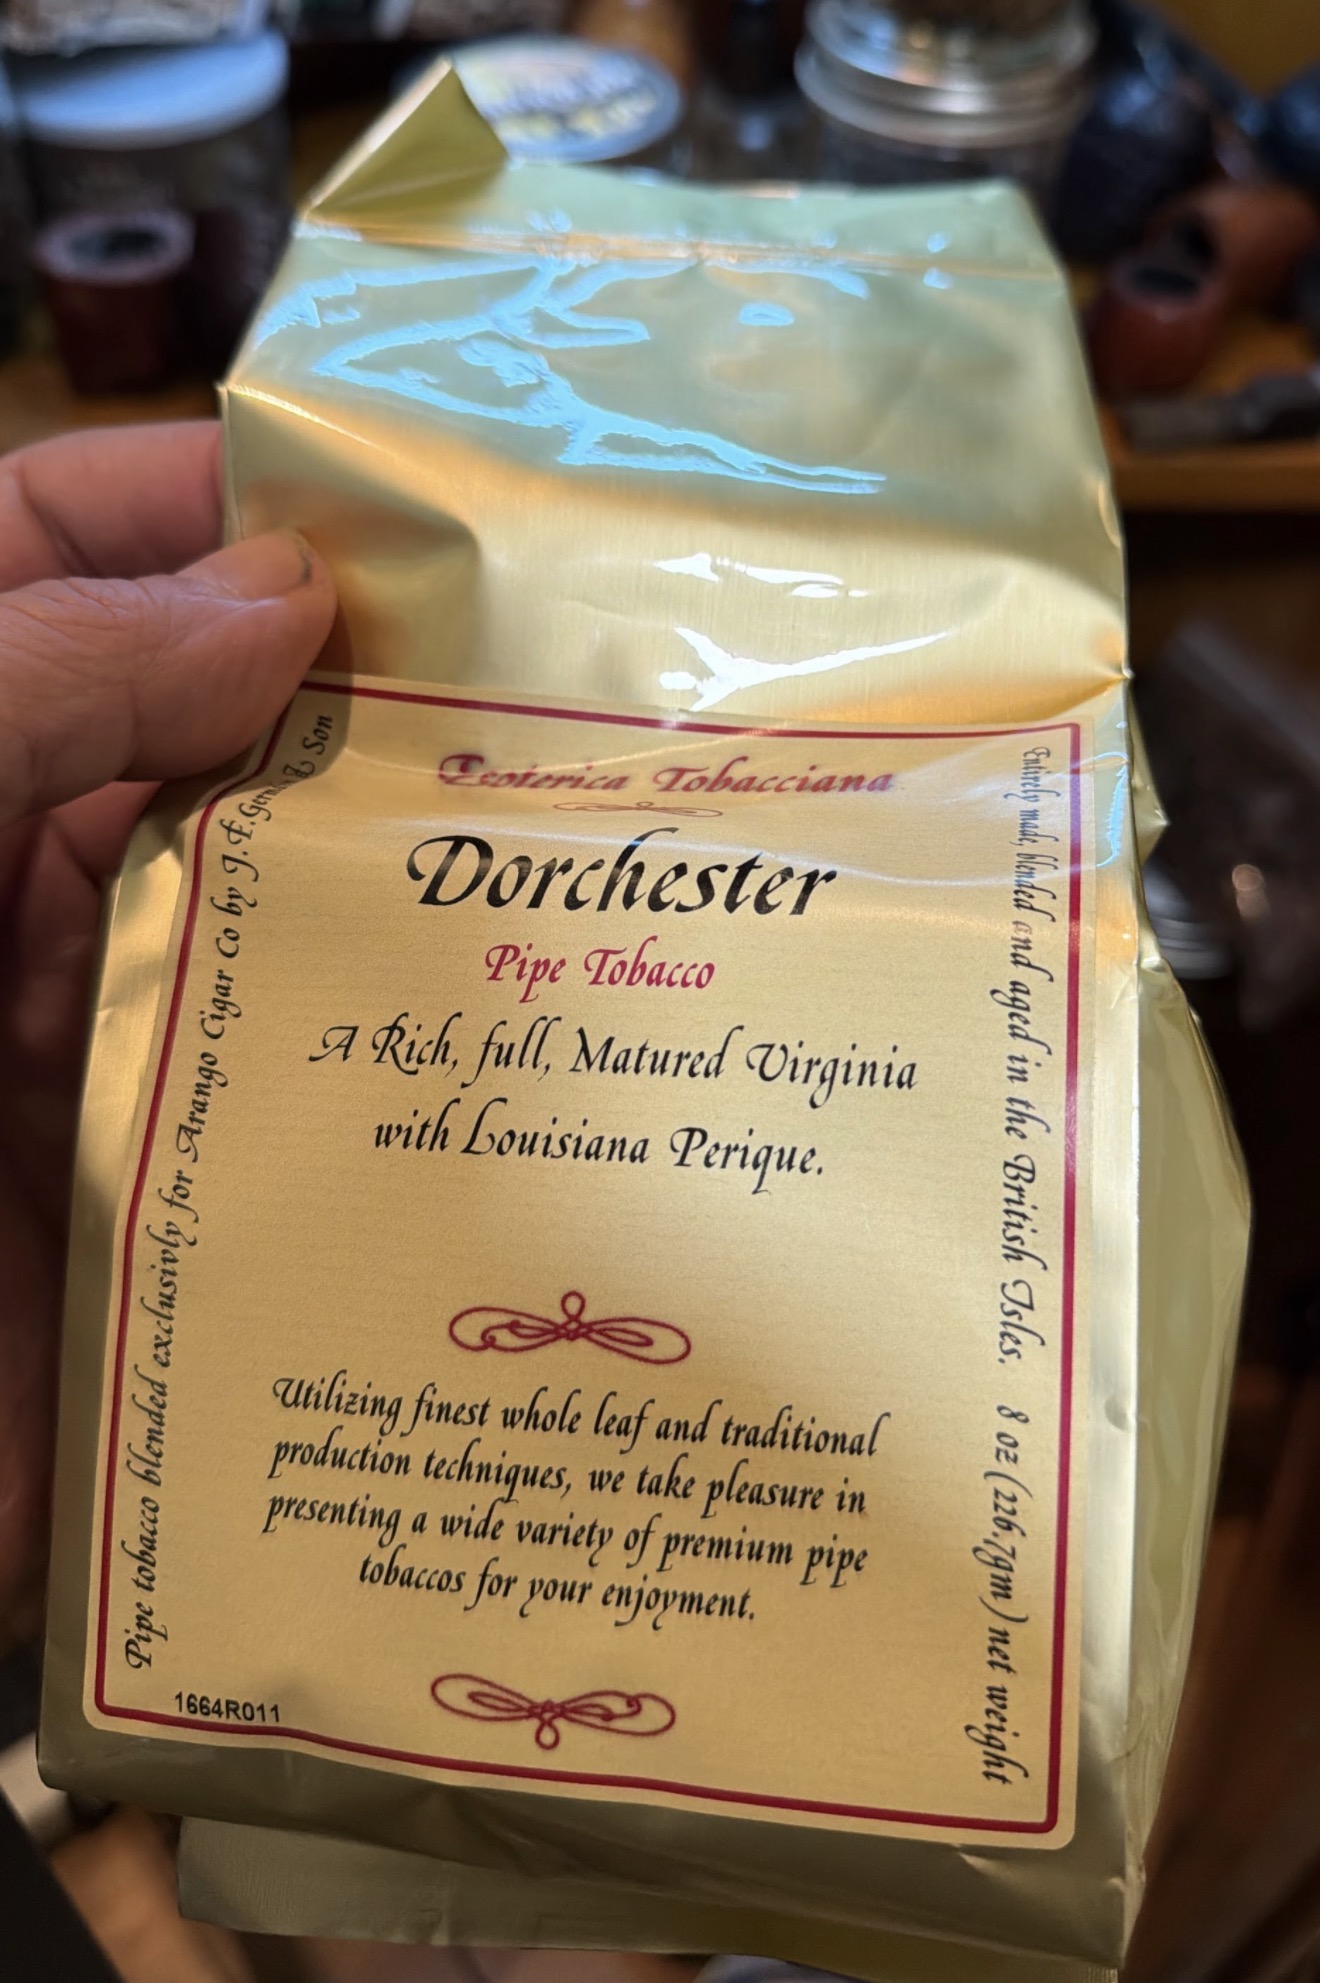 Esoterica Tobacciana
Dorchester
Pipe Tobacco
A Rich, full, Matured Virginia
with Louisiana Perique.
Utilizing finest whole leaf and traditional
production techniques, we take pleasure in
presenting a wide variety of premium pipe
tobaccos for your enjoyment.
1664R011
Pipe tobacco blended exclusivly for Arango Cigar Co by J.F.Germain & Son
Entirely made, blended and aged in the British Isles. 8 oz (226,7gm) net weight